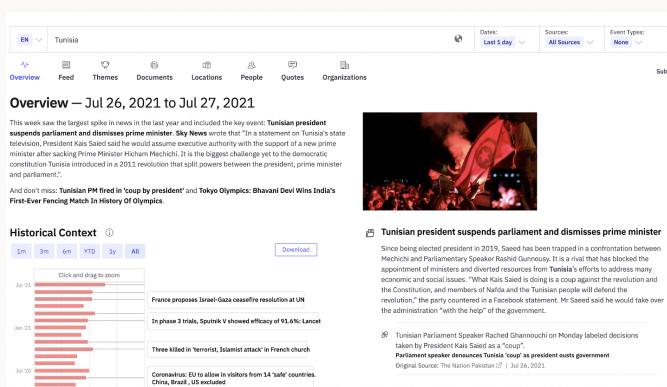 EN
Tunisia
Dates:
Last 1 day
Sources:
All Sources
Event Types:
None
Overview
Feed
Themes
Documents
Locations
People
Quotes
Organizations
Sub
Overview — Jul 26, 2021 to Jul 27, 2021
This week saw the largest spike in news in the last year and included the key event: Tunisian president
suspends parliament and dismisses prime minister. Sky News wrote that "In a statement on Tunisia's state
television, President Kais Saied said he would assume executive authority with the support of a new prime
minister after sacking Prime Minister Hicham Mechichi. It is the biggest challenge yet to the democratic
constitution Tunisia introduced in a 2011 revolution that split powers between the president, prime minister
and parliament.".
And don't miss: Tunisian PM fired in 'coup by president' and Tokyo Olympics: Bhavani Devi Wins India's
First-Ever Fencing Match In History Of Olympics.
Historical Context
1m
3m
6m
YTD
1y
All
Download
Click and drag to zoom
Jul '21
France proposes Israel-Gaza ceasefire resolution at UN
In phase 3 trials, Sputnik V showed efficacy of 91.6%: Lancet
Jan '21
Three killed in 'terrorist, Islamist attack' in French church
Jul '20
Coronavirus: EU to allow in visitors from 14 'safe' countries.
China, Brazil , US excluded
Tunisian president suspends parliament and dismisses prime minister
Since being elected president in 2019, Saeed has been trapped in a confrontation between
Mechichi and Parliamentary Speaker Rashid Gunnousy. It is a rival that has blocked the
appointment of ministers and diverted resources from Tunisia's efforts to address many
economic and social issues. "What Kais Saied is doing is a coup against the revolution and
the Constitution, and members of Nafda and the Tunisian people will defend the
revolution," the party countered in a Facebook statement. Mr Saeed said he would take over
the administration "with the help" of the government.
Tunisian Parliament Speaker Rached Ghannouchi on Monday labeled decisions
taken by President Kais Saied as a "coup".
Parliament speaker denounces Tunisia 'coup' as president ousts government
Original Source: The Nation Pakistan | Jul 26, 2021